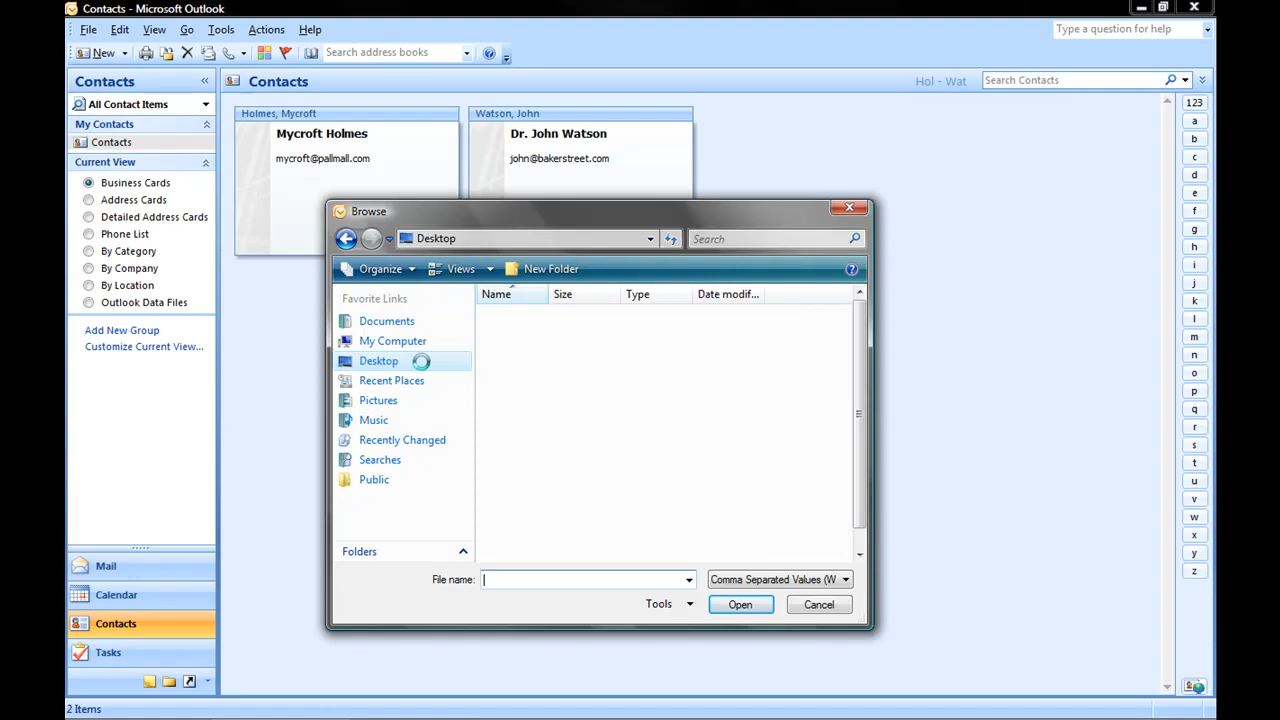 Contacts - Microsoft Outlook
File Edit View Go Tools Actions Help
Type a question for help
New
Search address books
Contacts
Contacts
Hol - Wat
Search Contacts
All Contact Items
My Contacts
Contacts
Current View
Business Cards
Address Cards
Detailed Address Cards
Phone List
By Category
By Company
By Location
Outlook Data Files
Add New Group
Customize Current View...
Mail
Calendar
Contacts
Tasks
2 Items
Holmes, Mycroft
Mycroft Holmes
mycroft@pallmall.com
Watson, John
Dr. John Watson
john@bakerstreet.com
Browse
Desktop
Search
Organize Views New Folder
Favorite Links
Documents
My Computer
Desktop
Recent Places
Pictures
Music
Recently Changed
Searches
Public
Folders
Name Size Type Date modif...
File name:
Comma Separated Values (W
Tools Open Cancel
123
a
b
c
d
e
f
g
h
i
j
k
l
m
n
o
p
q
r
s
t
u
v
w
x
y
z